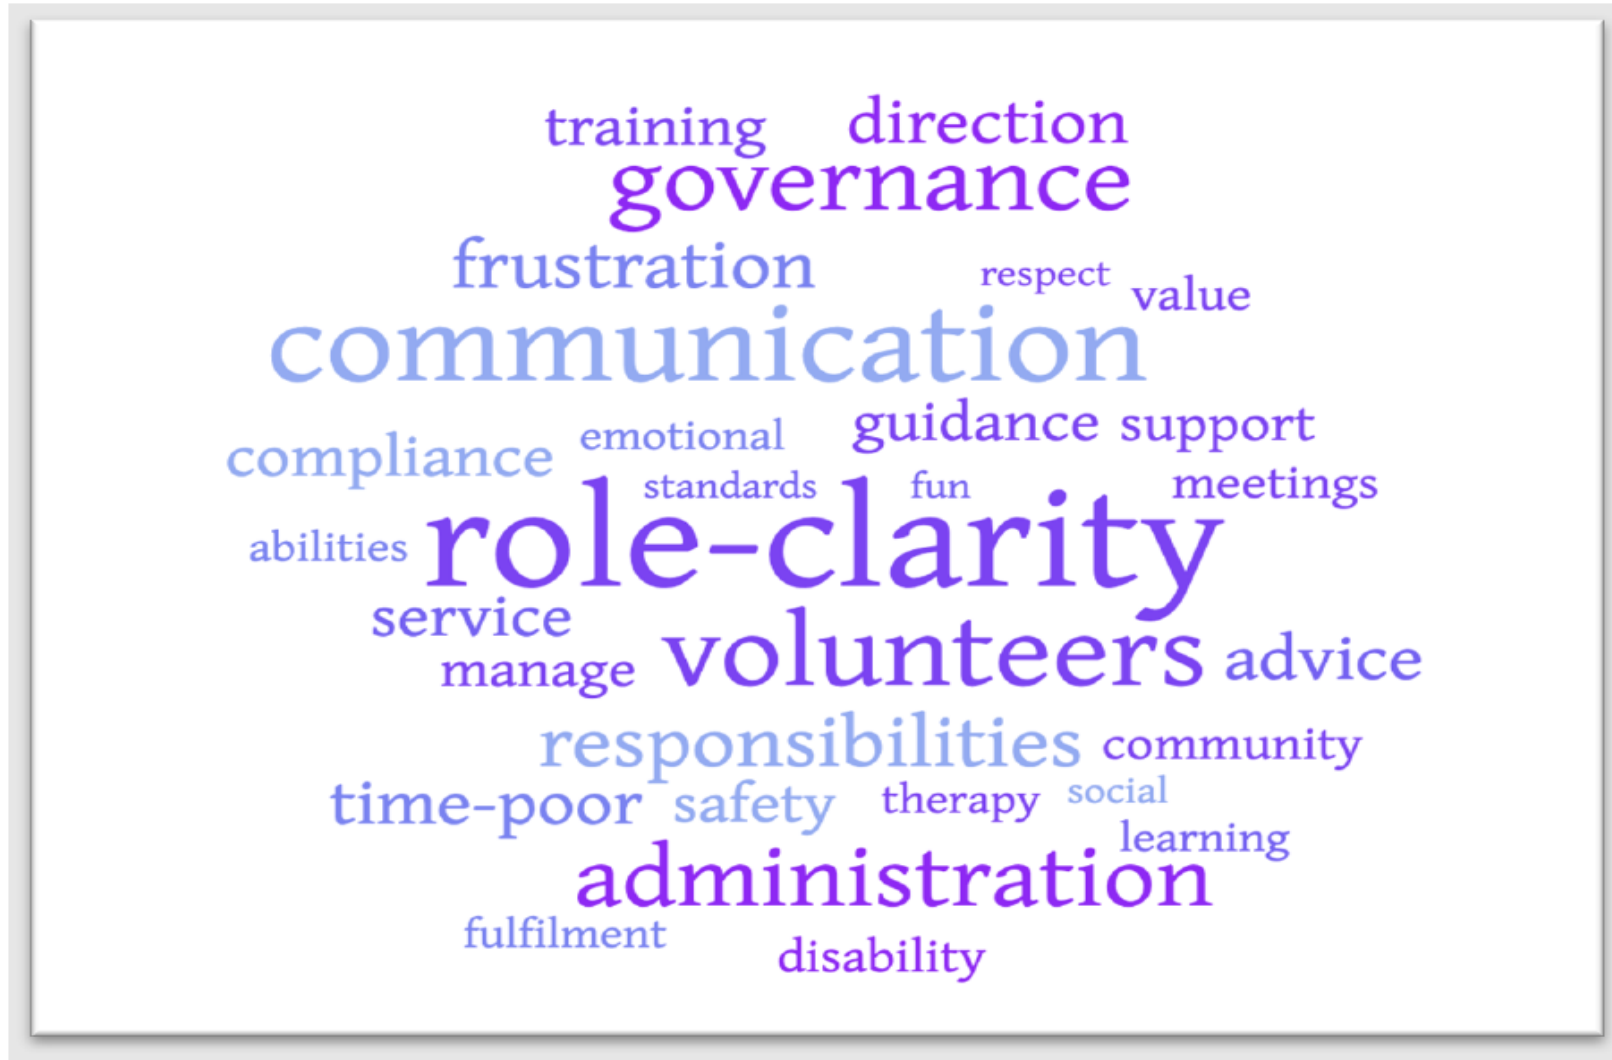 training direction
governance
frustration respect value
communication
guidance support
compliance emotional
standards fun meetings
abilities role-clarity
service
manage volunteers advice
responsibilities community
time-poor safety therapy social
learning
administration
fulfilment
disability